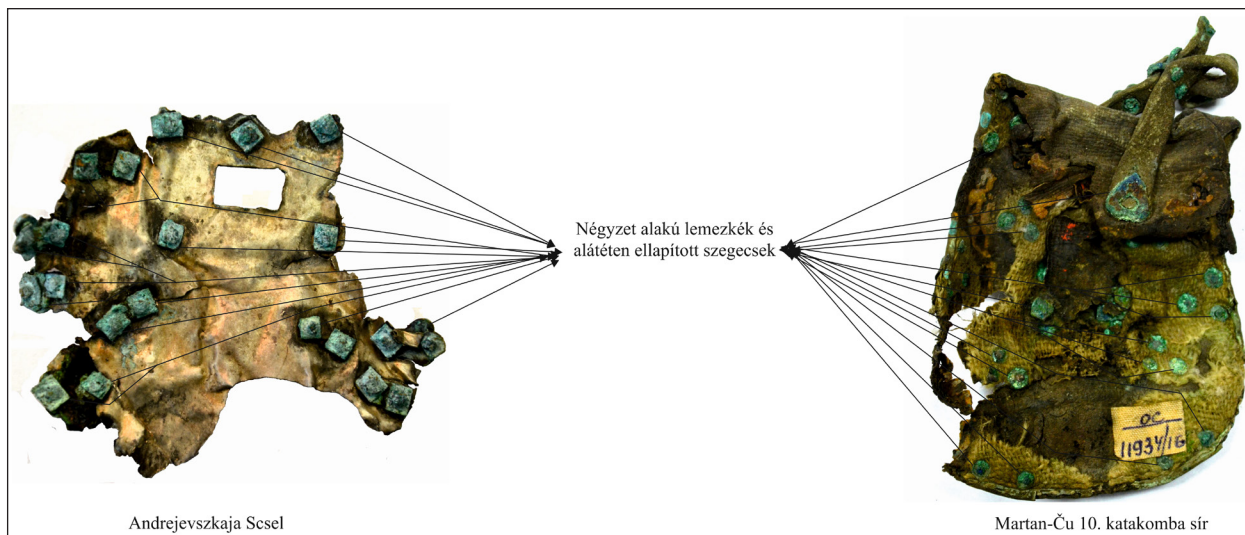 Négyzet alakú lemezkék és
alátéten ellapított szegecsek
OC
11934/16
Andrejevszkaja Scsel
Martan-Ču 10. katakomba sír